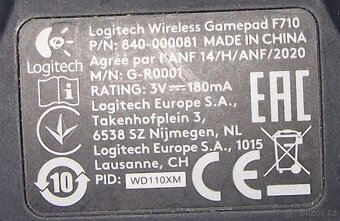 Logitech Wireless Gamepad F710
P/N: 840-000081 MADE IN CHINA
Agréé par l'ANF 14/H/ANF/2020
M/N: G-R0001
RATING: 3V⎓180mA
Logitech Europe S.A.,
Takenhofplein 3,
6538 SZ Nijmegen, NL
Logitech Europe S.A., 1015
Lausanne, CH
PID: WD110XM
Logitech
i
10
CE
EAC
Bazos.cz